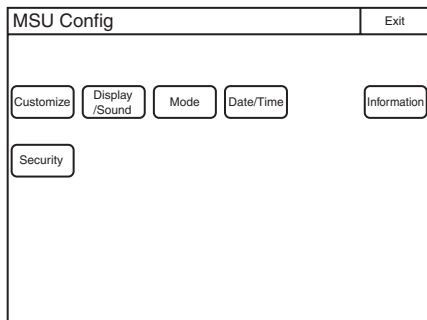 MSU Config
Exit
Customize
Display
/Sound
Mode
Date/Time
Information
Security